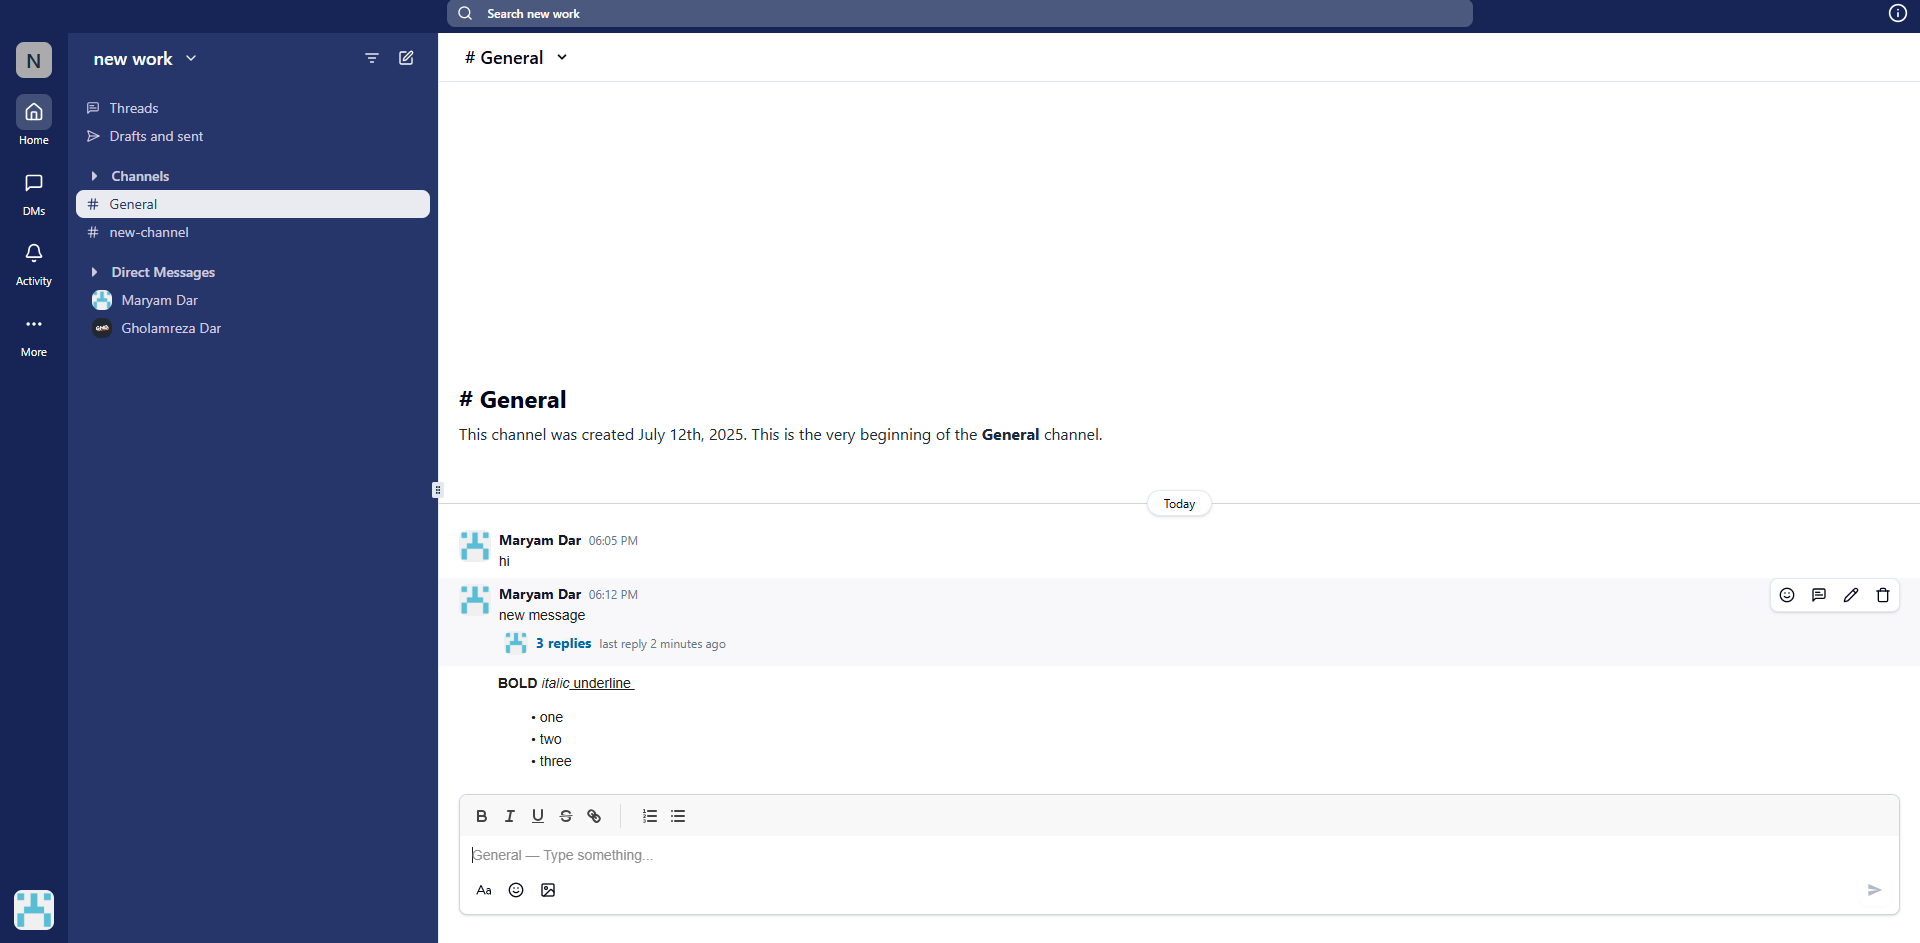 Search new work
N
new work
# General
Threads
Drafts and sent
Home
Channels
# General
DMs
# new-channel
Direct Messages
Activity
Maryam Dar
GMR
Gholamreza Dar
More
# General
This channel was created July 12th, 2025. This is the very beginning of the General channel.
Today
Maryam Dar 06:05 PM
hi
Maryam Dar 06:12 PM
new message
3 replies last reply 2 minutes ago
BOLD italic underline
• one
• two
• three
B I U S
General — Type something...
Aa